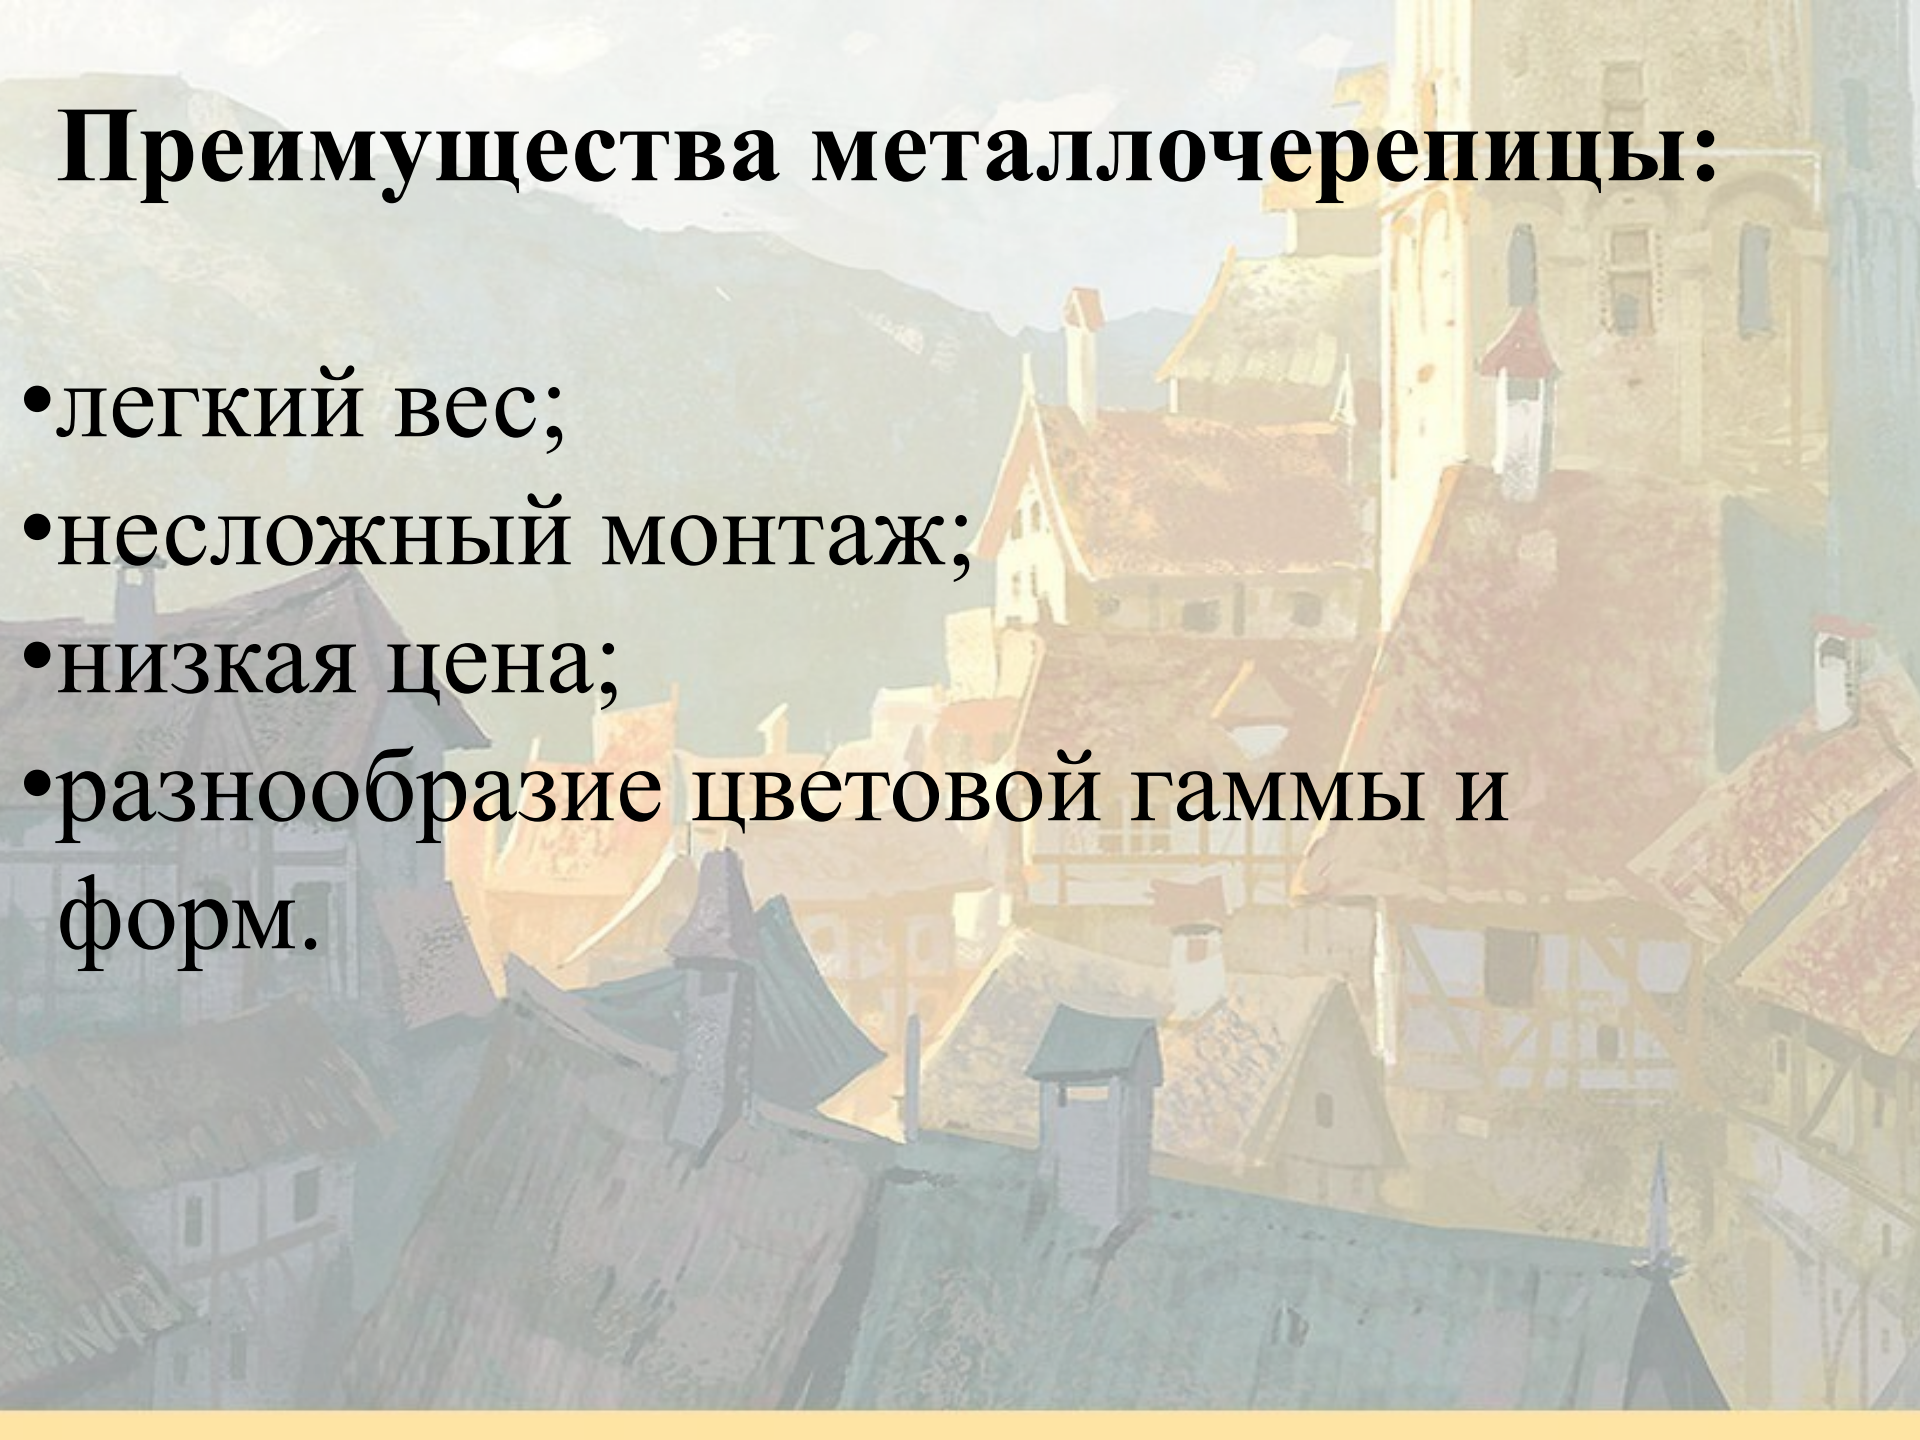 Преимущества металлочерепицы:
•легкий вес;
•несложный монтаж;
•низкая цена;
•разнообразие цветовой гаммы и
форм.